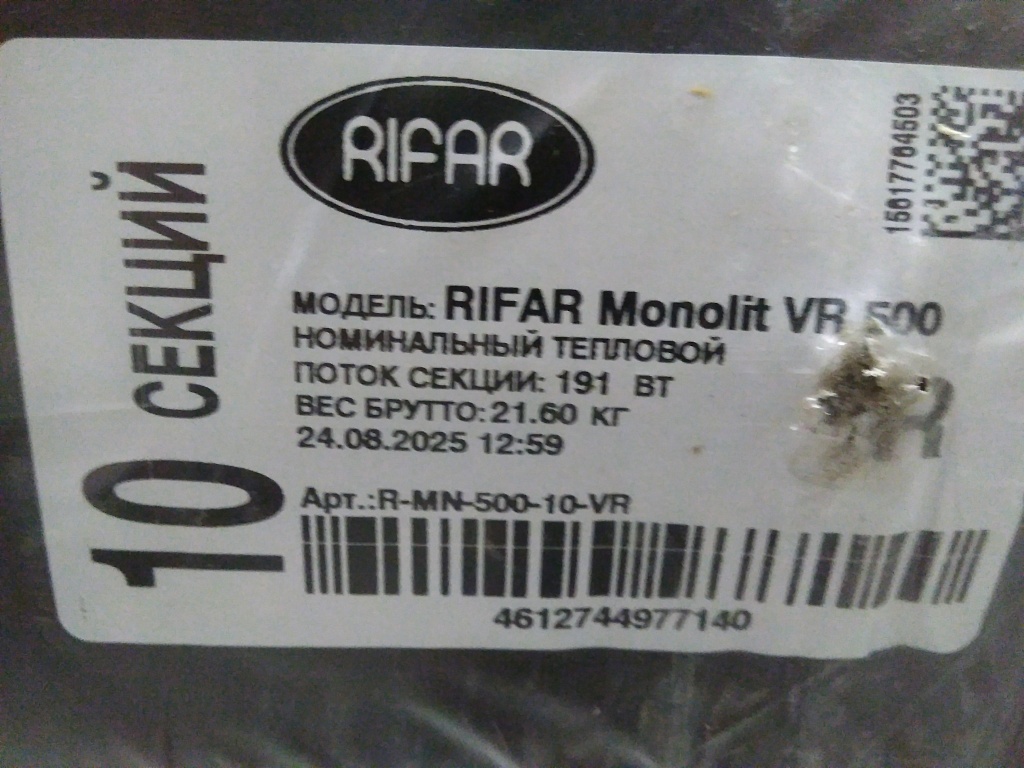 RIFAR
15817764503
10 СЕКЦИЙ
МОДЕЛЬ: RIFAR Monolit VR 500
НОМИНАЛЬНЫЙ ТЕПЛОВОЙ
ПОТОК СЕКЦИИ: 191 ВТ
ВЕС БРУТТО: 21.60 КГ
24.08.2025 12:59
Арт.:R-MN-500-10-VR
4612744977140